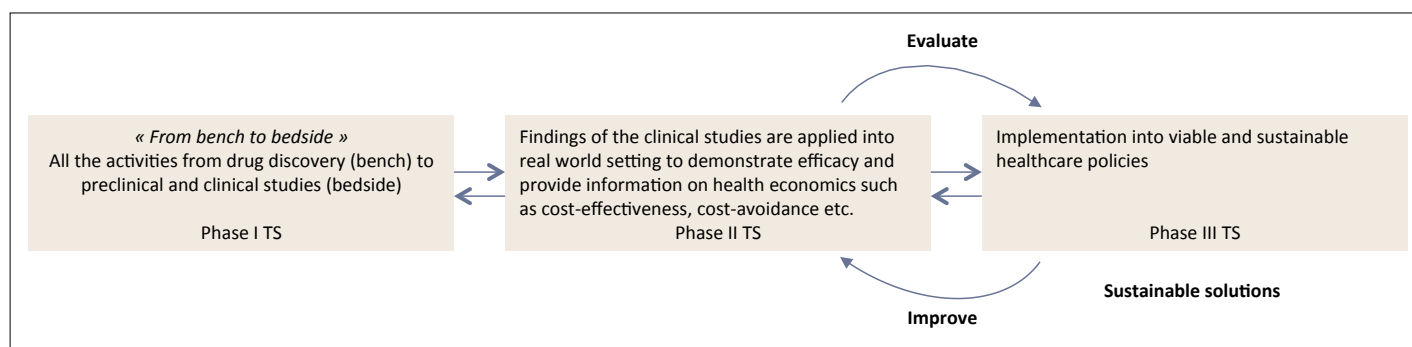 Evaluate
« From bench to bedside »
All the activities from drug discovery (bench) to
preclinical and clinical studies (bedside)
Phase I TS
Findings of the clinical studies are applied into
real world setting to demonstrate efficacy and
provide information on health economics such
as cost-effectiveness, cost-avoidance etc.
Phase II TS
Implementation into viable and sustainable
healthcare policies
Phase III TS
Sustainable solutions
Improve